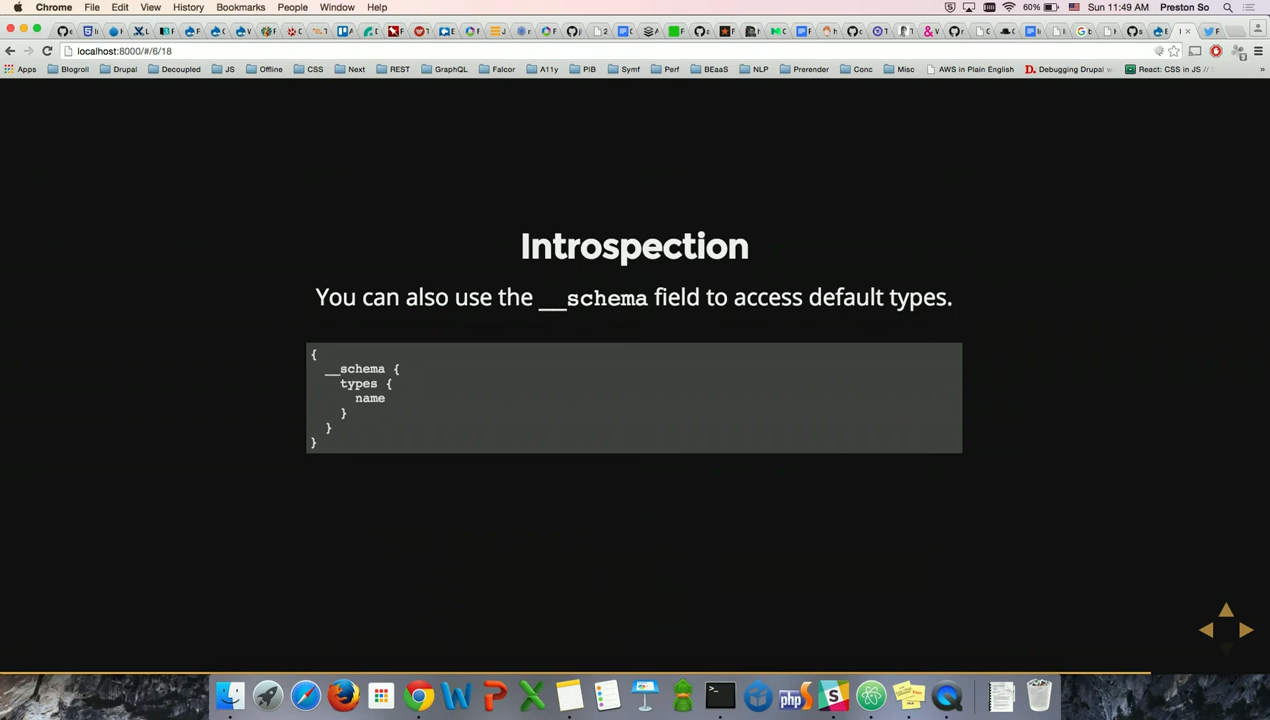 Chrome File Edit View History Bookmarks People Window Help 60% Sun 11:49 AM Preston So
localhost:8000/#/6/18
Apps Blogroll Drupal Decoupled JS Offline CSS Next REST GraphQL Falcor A11y PIB Symf Perf BEaaS NLP Prerender Conc Misc AWS in Plain English Debugging Drupal w React: CSS in JS //
Introspection
You can also use the __schema field to access default types.
{
__schema {
types {
name
}
}
}